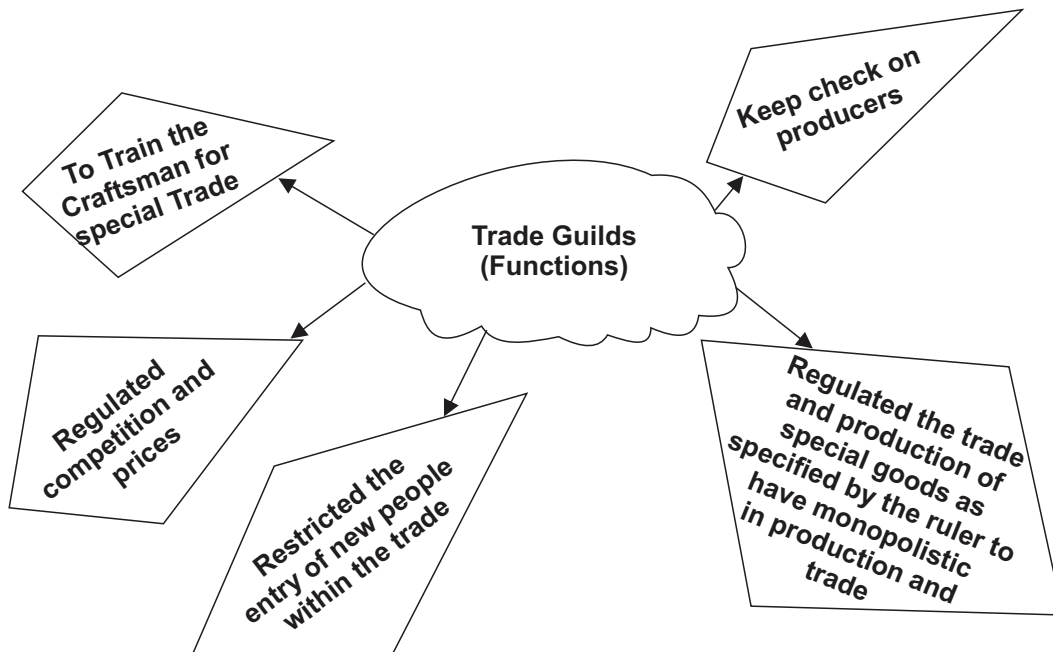 Trade Guilds
(Functions)
To Train the
Craftsman for
special Trade
Keep check on
producers
Regulated
competition and
prices
Restricted the
entry of new people
within the trade
Regulated the trade
and production of
special goods as
specified by the ruler to
have monopolistic
in production and
trade